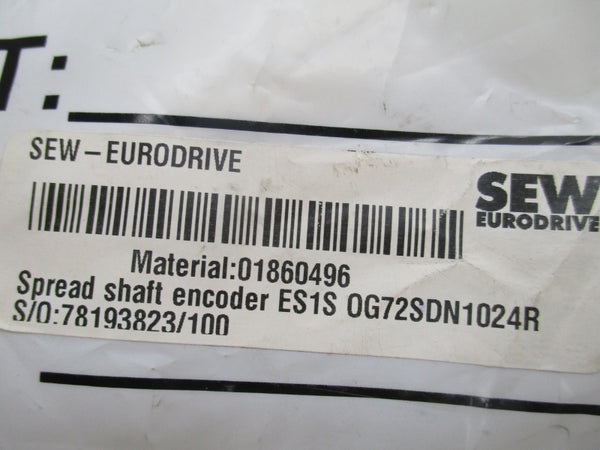 T:
SEW-EURODRIVE
SEW
EURODRIVE
Material:01860496
Spread shaft encoder ES1S OG72SDN1024R
S/O:78193823/100